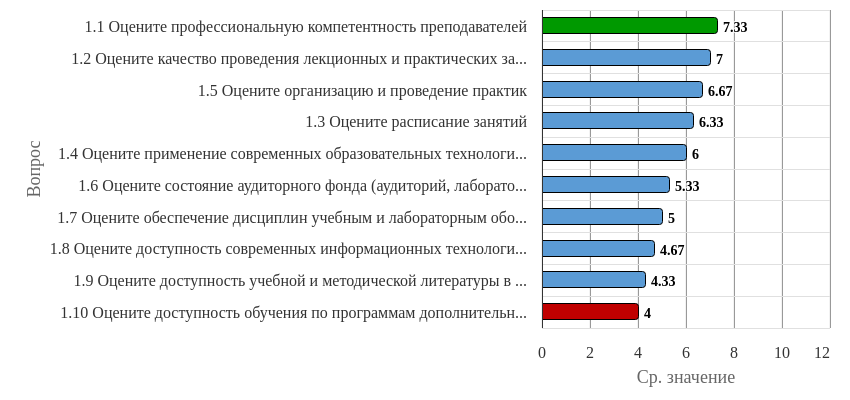 1.1 Оцените профессиональную компетентность преподавателей 7.33
1.2 Оцените качество проведения лекционных и практических за... 7
1.5 Оцените организацию и проведение практик 6.67
1.3 Оцените расписание занятий 6.33
1.4 Оцените применение современных образовательных технологи... 6
1.6 Оцените состояние аудиторного фонда (аудиторий, лаборато... 5.33
1.7 Оцените обеспечение дисциплин учебным и лабораторным обо... 5
1.8 Оцените доступность современных информационных технологи... 4.67
1.9 Оцените доступность учебной и методической литературы в ... 4.33
1.10 Оцените доступность обучения по программам дополнительн... 4
Вопрос
0 2 4 6 8 10 12
Ср. значение